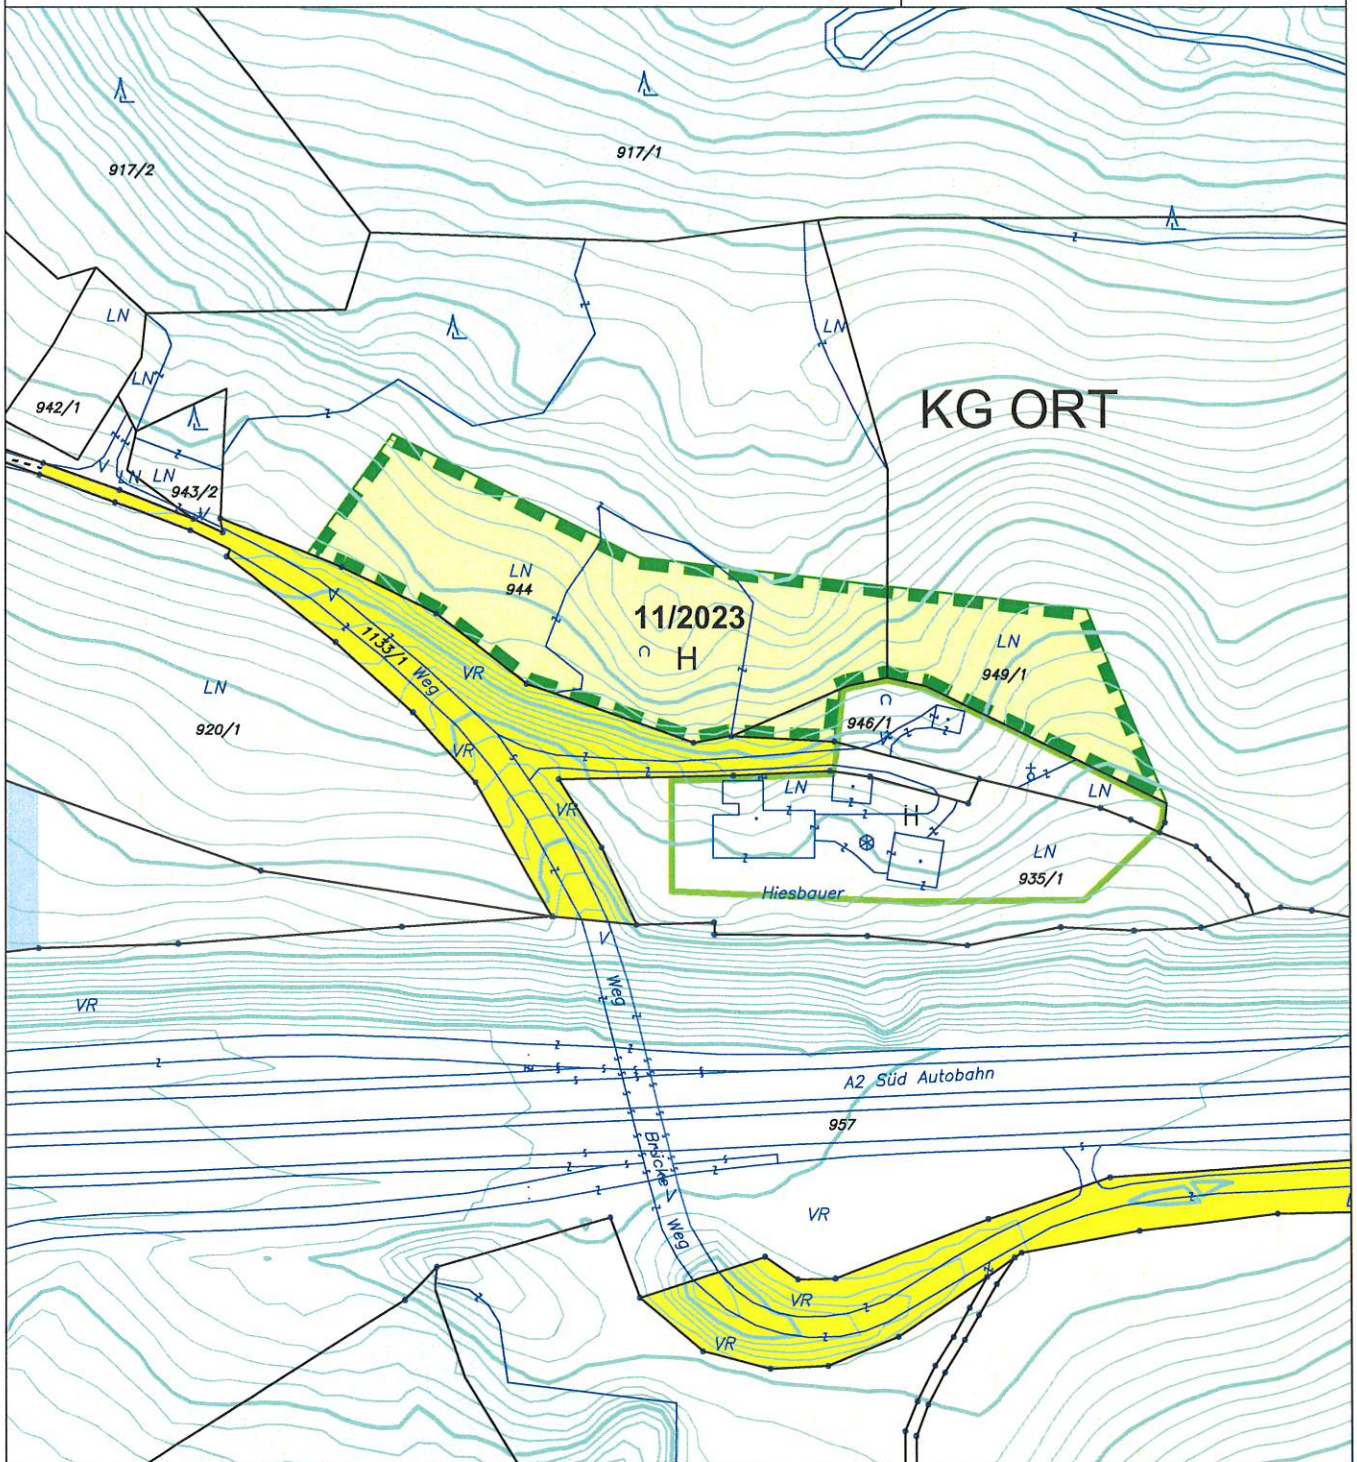 917/2
917/1
LN
LN
KG ORT
LN
942/1
LN
LN
943/2
V
LN
944
11/2023
H
LN
949/1
V
1133/1
Weg
VR
LN
920/1
946/1
V
VR
LN
LN
VR
H
LN
935/1
Hiesbauer
V
Weg
VR
A2 Süd Autobahn
957
Brücke
VR
Weg
VR
VR